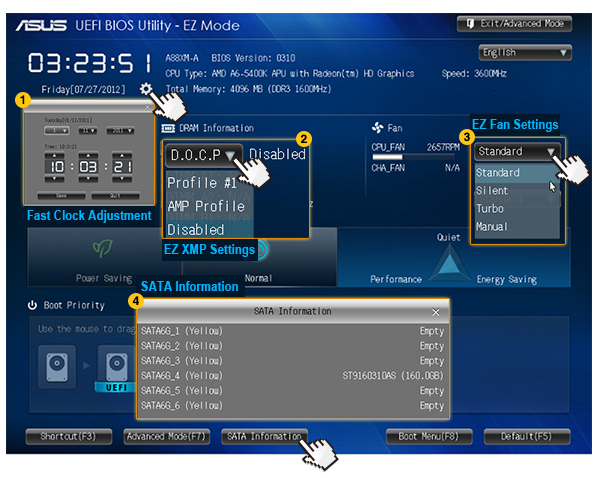 ASUS UEFI BIOS Utility - EZ Mode
Exit/Advanced Mode
03:23:51
Friday[07/27/2012]
A88XM-A BIOS Version: 0310
English
CPU Type: AMD A6-5400K APU with Radeon(tm) HD Graphics Speed: 3600MHz
Total Memory: 4096 MB (DDR3 1600MHz)
1
Time: 10:3:21
10 : 03 : 21
Save Quit
Fast Clock Adjustment
DRAM Information
2
D.O.C.P Disabled
Profile #1
AMP Profile
Disabled
EZ XMP Settings
Fan
CPU_FAN 2657RPM
CHA_FAN N/A
EZ Fan Settings
3
Standard
Standard
Silent
Turbo
Manual
Power Saving
Normal
Quiet
Performance
Energy Saving
SATA Information
Boot Priority
Use the mouse to drag
UEFI
4
SATA Information
SATA6G_1 (Yellow) Empty
SATA6G_2 (Yellow) Empty
SATA6G_3 (Yellow) Empty
SATA6G_4 (Yellow) ST9160310AS (160.0GB)
SATA6G_5 (Yellow) Empty
SATA6G_6 (Yellow) Empty
Shortcut(F3)
Advanced Mode(F7)
SATA Information
Boot Menu(F8)
Default(F5)